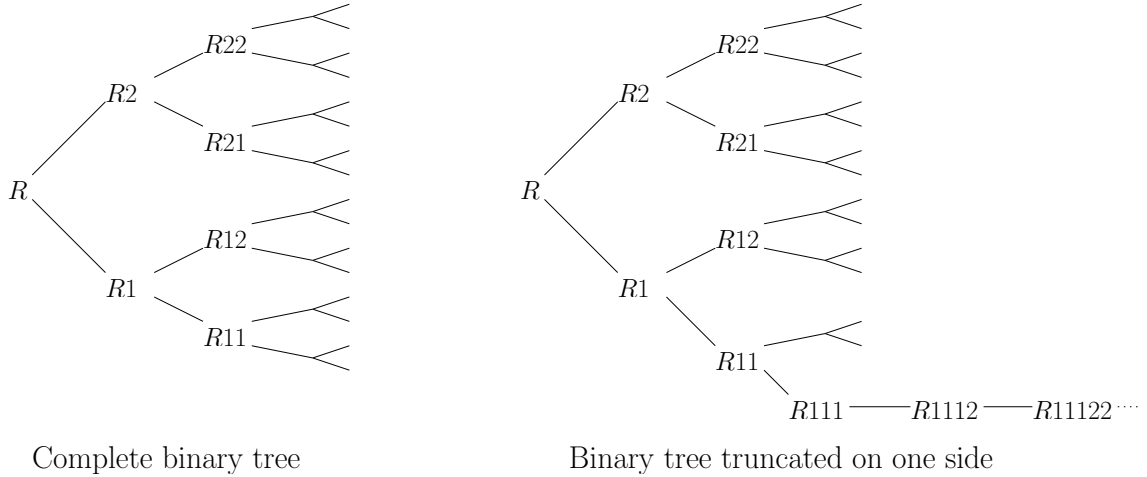 R22 R22
R2 R2
R21 R21
R R
R12 R12
R1 R1
R11
R11
R111 R1112 R11122 ....
Complete binary tree Binary tree truncated on one side